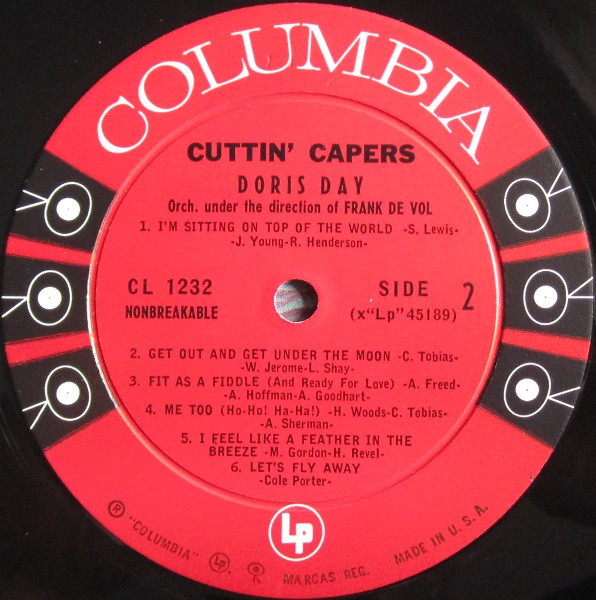 COLUMBIA
CUTTIN' CAPERS
DORIS DAY
Orch. under the direction of FRANK DE VOL
1. I'M SITTING ON TOP OF THE WORLD -S. Lewis-
-J. Young-R. Henderson-
CL 1232
NONBREAKABLE
SIDE 2
(x"Lp"45189)
2. GET OUT AND GET UNDER THE MOON -C. Tobias-
-W. Jerome-L. Shay-
3. FIT AS A FIDDLE (And Ready For Love) -A. Freed-
-A. Hoffman-A. Goodhart-
4. ME TOO (Ho-Ho! Ha-Ha!) -H. Woods-C. Tobias-
-A. Sherman-
5. I FEEL LIKE A FEATHER IN THE
BREEZE -M. Gordon-H. Revel-
6. LET'S FLY AWAY
-Cole Porter-
Lp
® "COLUMBIA" Lp. MARCAS REG. MADE IN U.S.A.